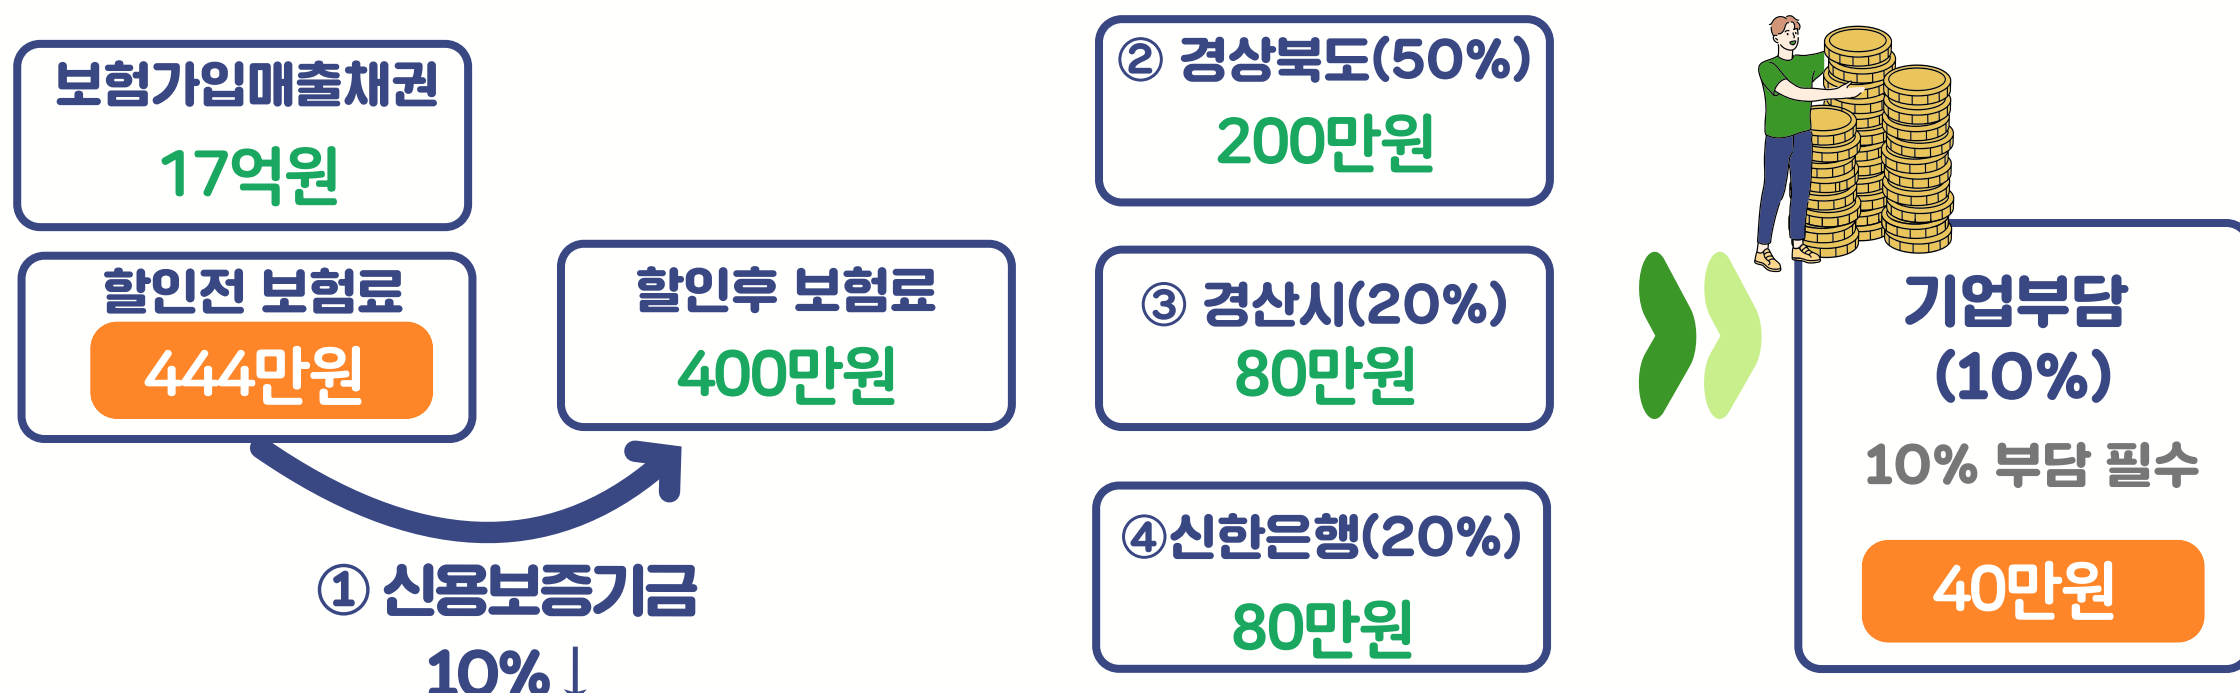 보험가입매출채권
17억원
할인전 보험료
444만원
할인후 보험료
400만원
① 신용보증기금
10%↓
② 경상북도(50%)
200만원
③ 경산시(20%)
80만원
④신한은행(20%)
80만원
기업부담
(10%)
10% 부담 필수
40만원